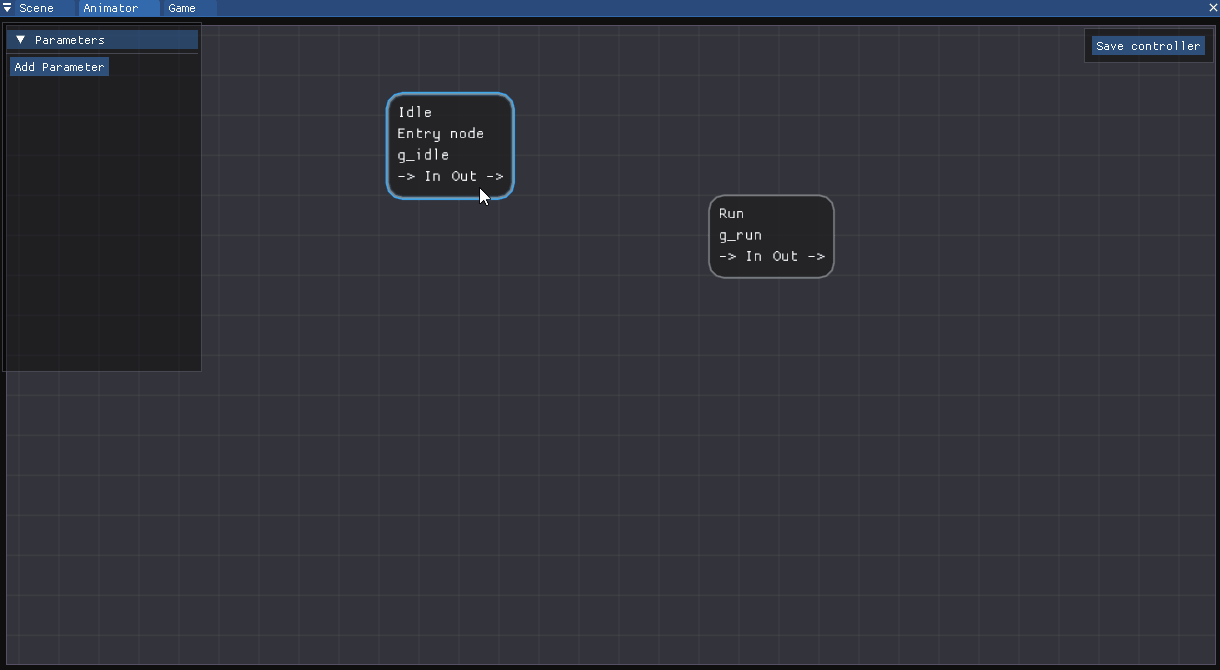 Scene Animator Game
Parameters
Save controller
Add Parameter
Idle
Entry node
g_idle
-> In Out ->
Run
g_run
-> In Out ->